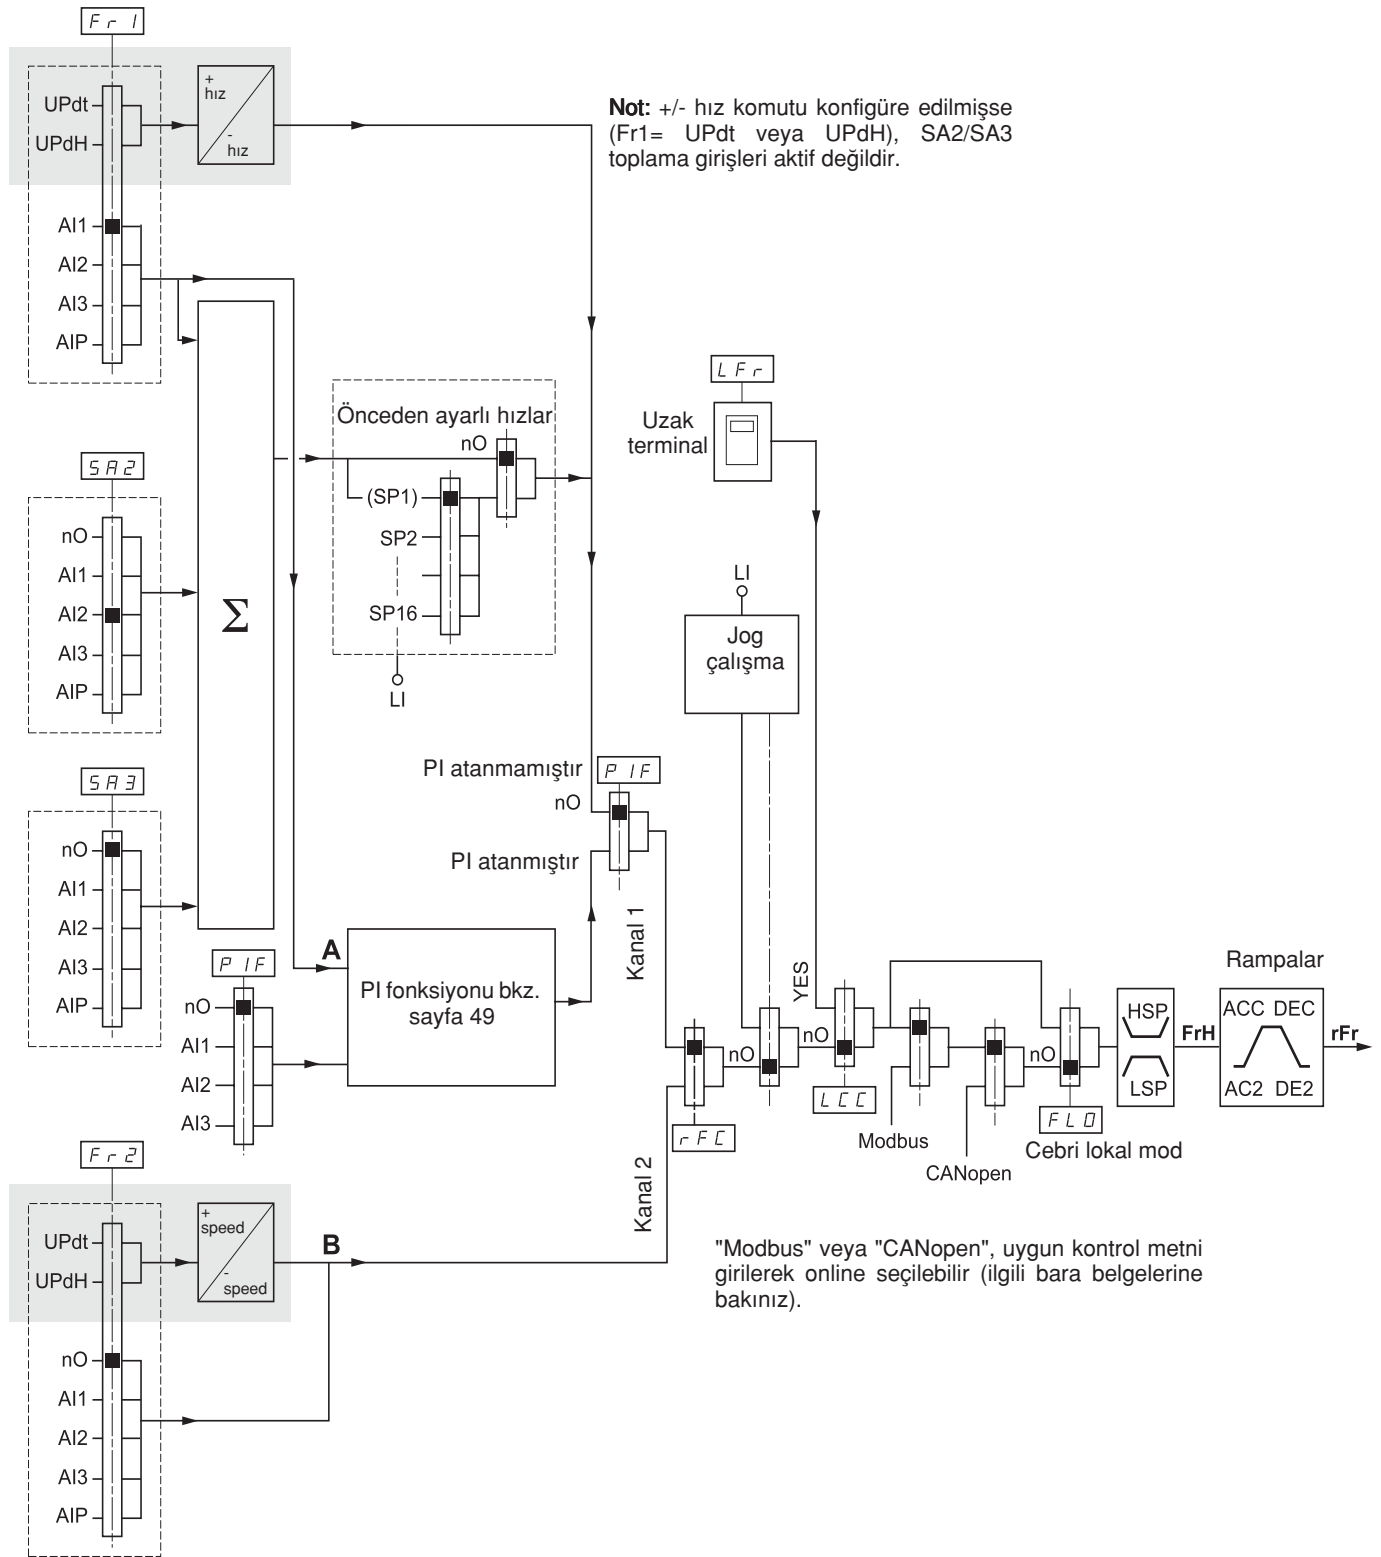 Fr1
UPdt
UPdH
+
hız
-
hız
AI1
AI2
AI3
AIP
Not: +/- hız komutu konfigüre edilmişse
(Fr1= UPdt veya UPdH), SA2/SA3
toplama girişleri aktif değildir.
SA2
nO
AI1
AI2
AI3
AIP
Σ
Önceden ayarlı hızlar
nO
(SP1)
SP2
SP16
LI
LFr
Uzak
terminal
LI
Jog
çalışma
SA3
nO
AI1
AI2
AI3
AIP
PI atanmamıştır
PIF
nO
PI atanmıştır
Kanal 1
PIF
nO
AI1
AI2
AI3
A
PI fonksiyonu bkz.
sayfa 49
YES
nO
nO
nO
rFC
LCC
Modbus
CANopen
FLO
Cebri lokal mod
HSP
LSP
FrH
Rampalar
ACC DEC
AC2 DE2
rFr
Kanal 2
Fr2
UPdt
UPdH
+
speed
-
speed
B
nO
AI1
AI2
AI3
AIP
"Modbus" veya "CANopen", uygun kontrol metni
girilerek online seçilebilir (ilgili bara belgelerine
bakınız).